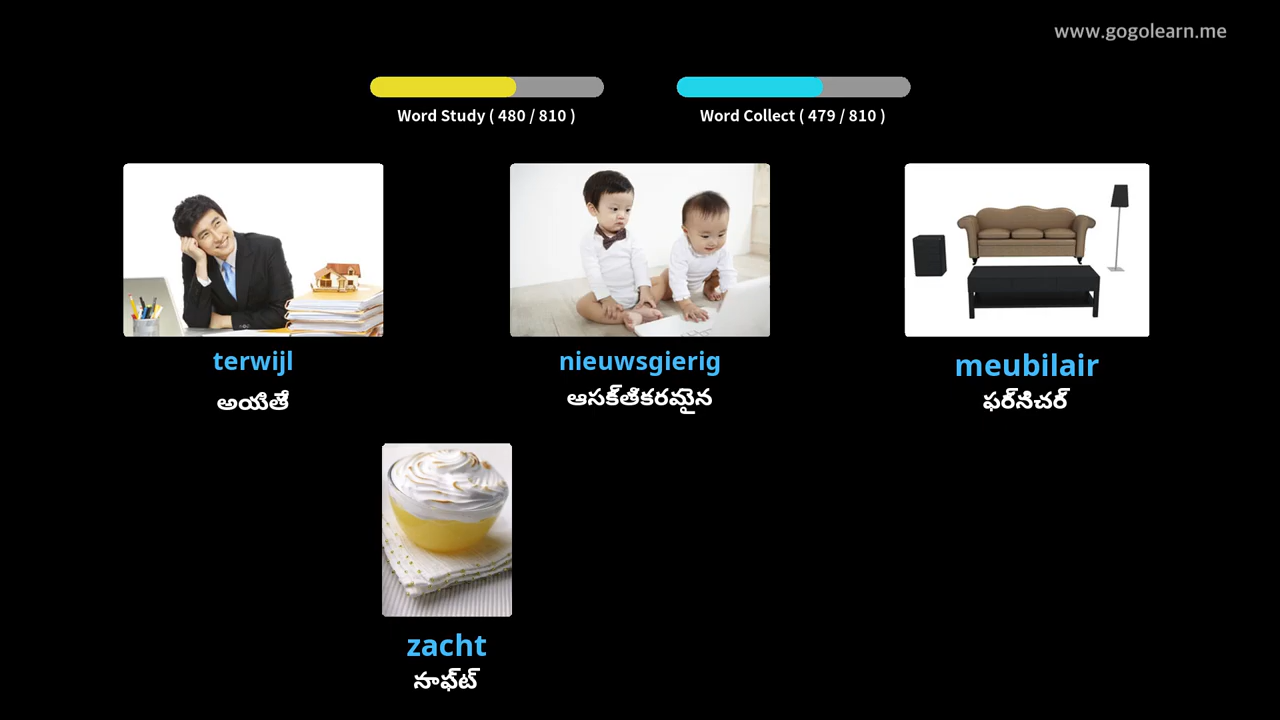 www.gogolearn.me
Word Study ( 480 / 810 )
Word Collect ( 479 / 810 )
terwijl
nieuwsgierig
meubilair
అయితే
ఆసక్తికరమైన
ఫర్నిచర్
zacht
సాఫ్ట్